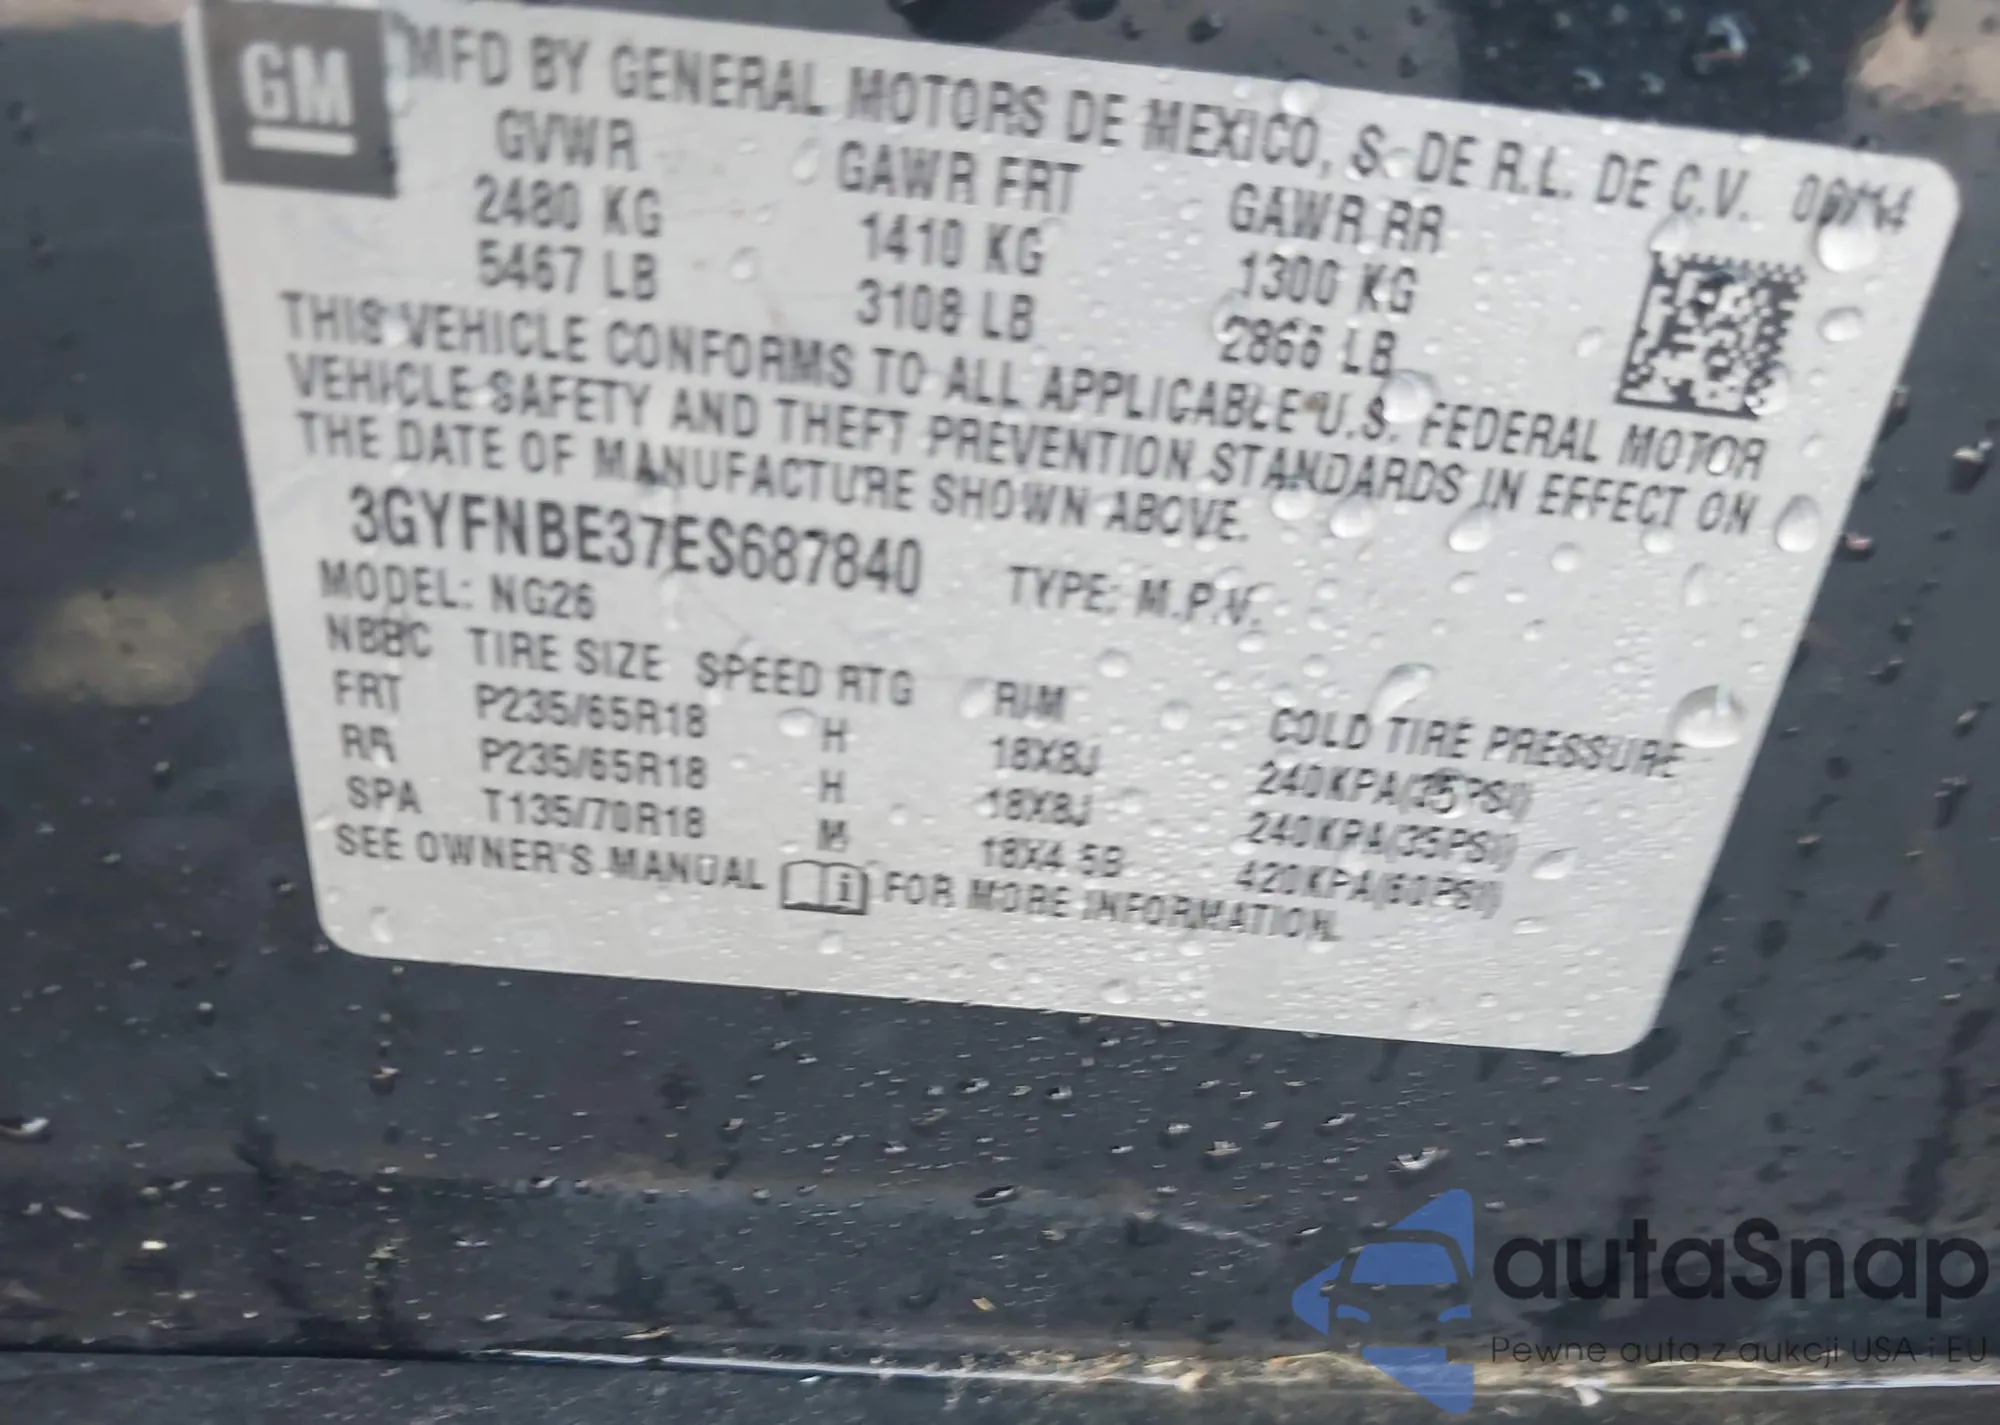 GM
MFD BY GENERAL MOTORS DE MEXICO, S. DE R.L. DE C.V.
GVWR GAWR FRT GAWR RR
2480 KG 1410 KG 1300 KG
5467 LB 3108 LB 2866 LB
THIS VEHICLE CONFORMS TO ALL APPLICABLE U.S. FEDERAL MOTOR
VEHICLE SAFETY AND THEFT PREVENTION STANDARDS IN EFFECT ON
THE DATE OF MANUFACTURE SHOWN ABOVE.
3GYFNBE37ES687840 TYPE: M.P.V.
MODEL: NG26
TIRE SIZE SPEED RTG RIM COLD TIRE PRESSURE
FRT P235/65R18 H 18X8J 240KPA(35PSI)
RR P235/65R18 H 18X8J 240KPA(35PSI)
SPA T135/70R18 M 18X4.5B 420KPA(60PSI)
SEE OWNER'S MANUAL i FOR MORE INFORMATION.
autaSnap
Pewne auta z aukcji USA i EU